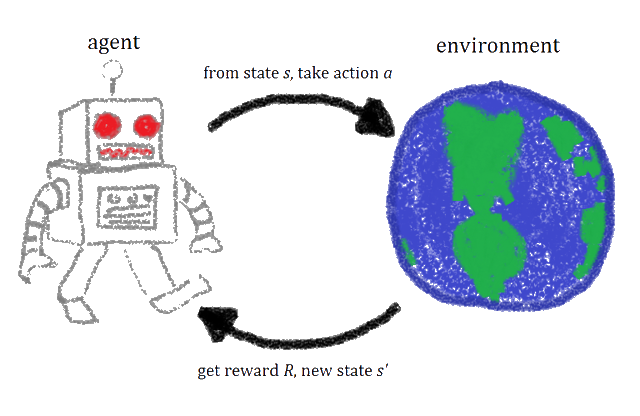 agent
environment
from state s, take action a
get reward R, new state s′